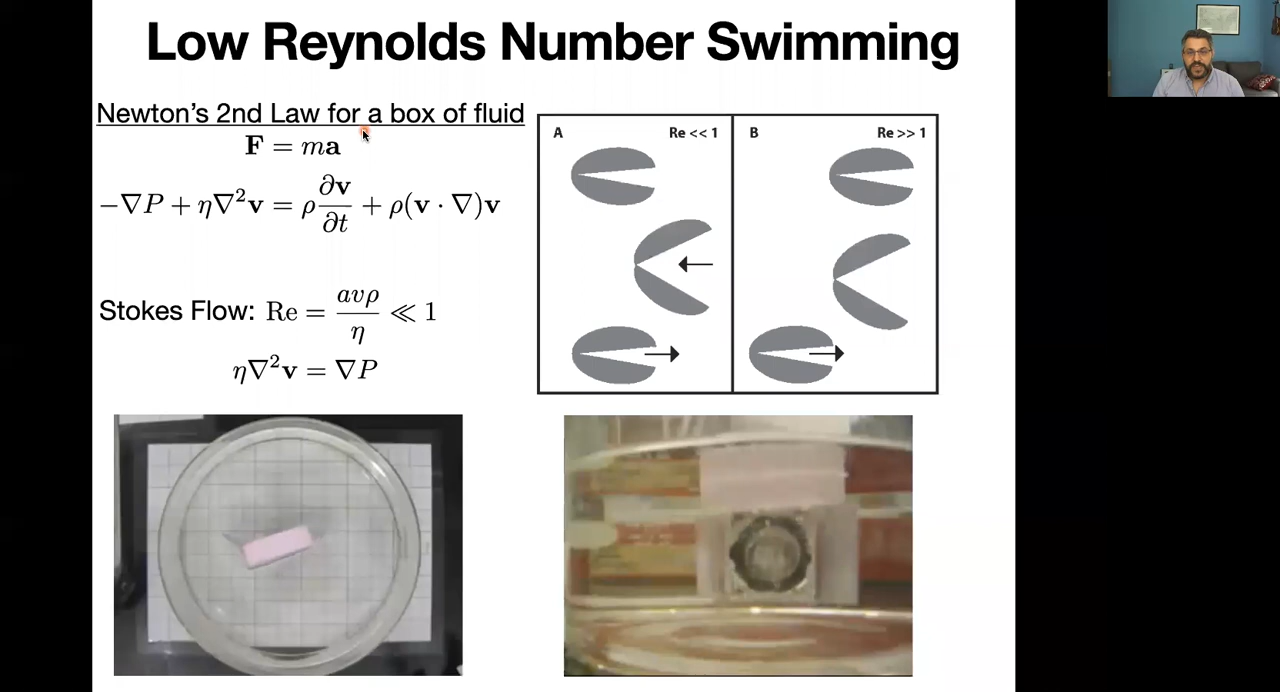 Low Reynolds Number Swimming
Newton's 2nd Law for a box of fluid
F = ma
−∇P + η∇²v = ρ ∂v/∂t + ρ(v · ∇)v
Stokes Flow: Re = avρ/η ≪ 1
η∇²v = ∇P
A Re << 1
B Re >> 1